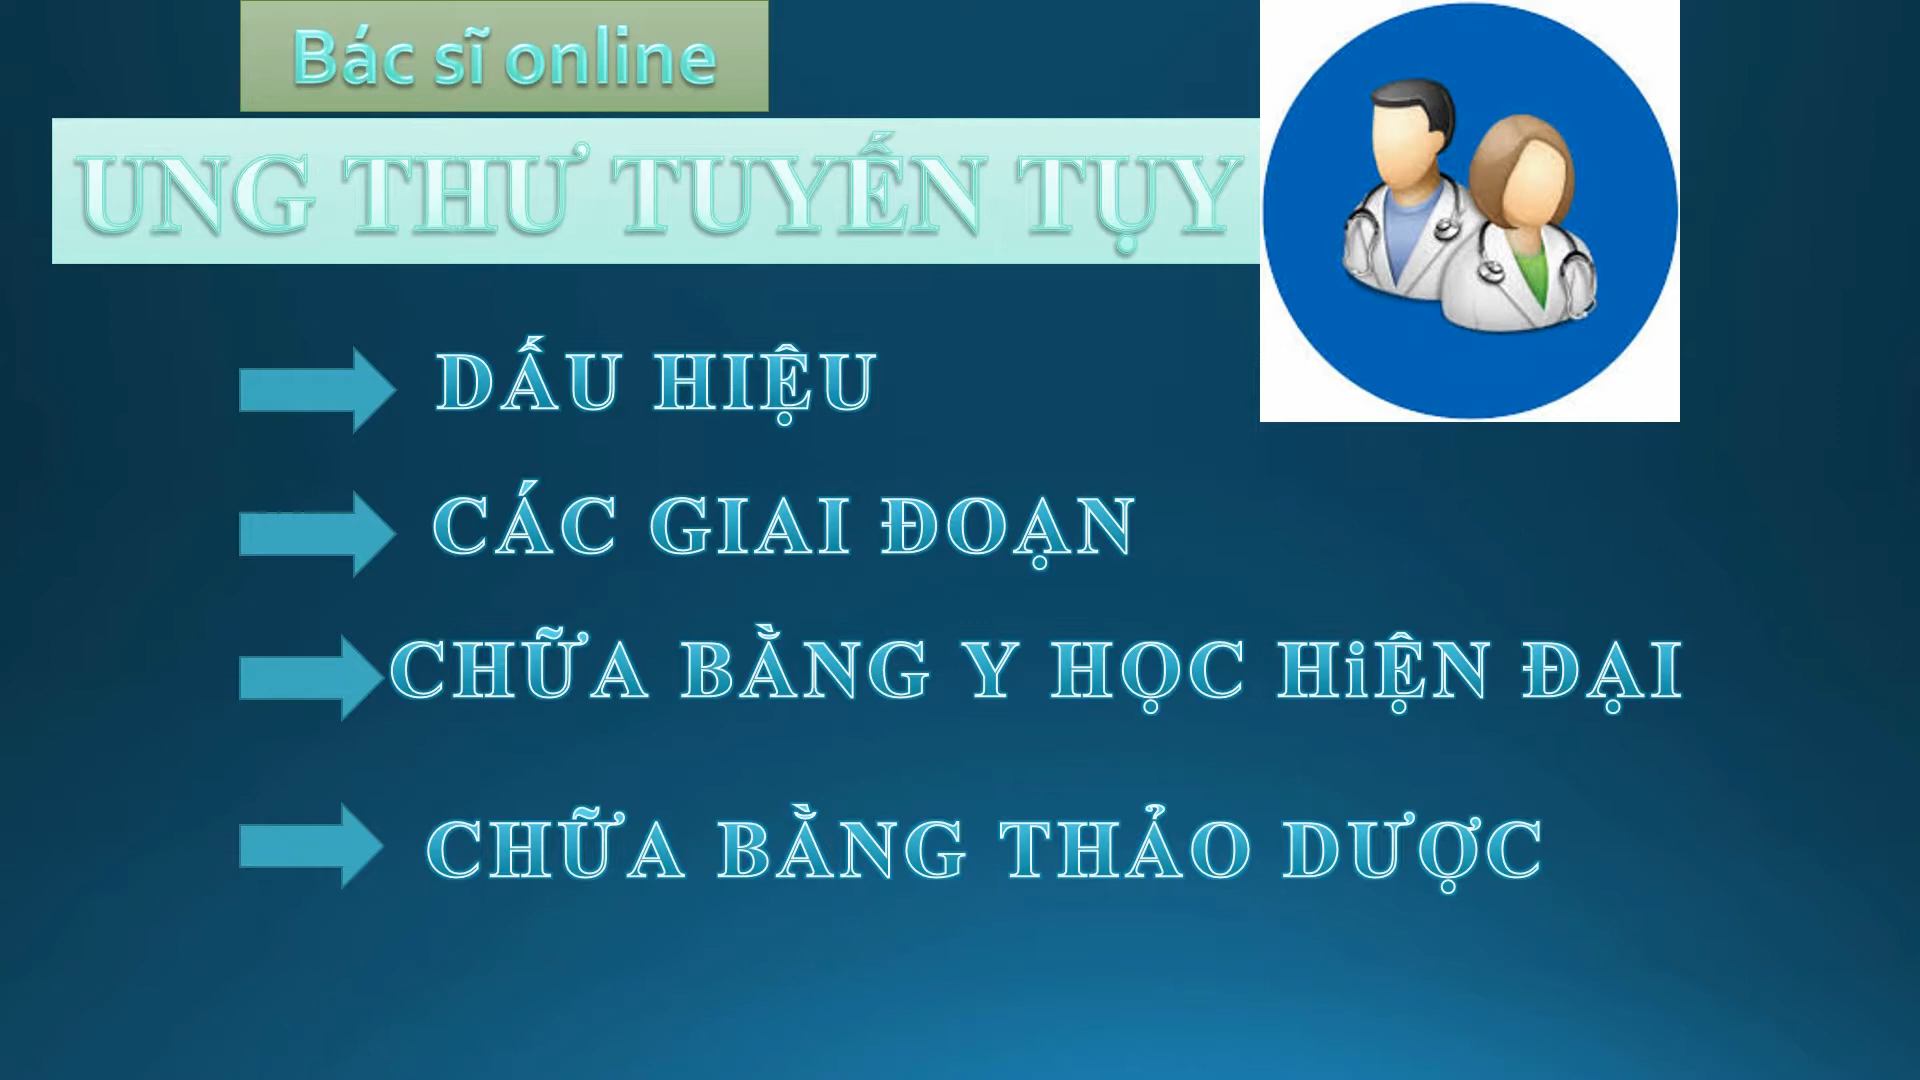 Bác sĩ online
UNG THƯ TUYẾN TỤY
DẤU HIỆU
CÁC GIAI ĐOẠN
CHỮA BẰNG Y HỌC HiỆN ĐẠI
CHỮA BẰNG THẢO DƯỢC